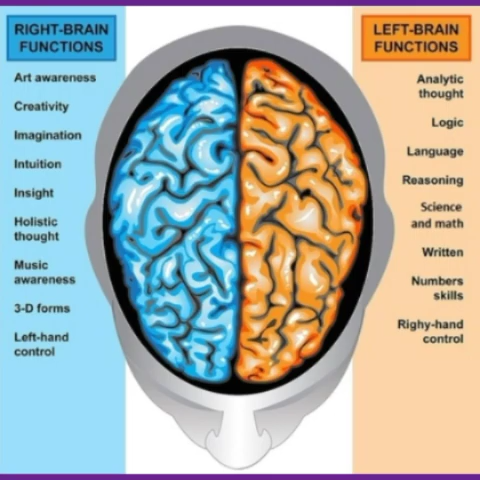 RIGHT-BRAIN
FUNCTIONS
Art awareness
Creativity
Imagination
Intuition
Insight
Holistic
thought
Music
awareness
3-D forms
Left-hand
control
LEFT-BRAIN
FUNCTIONS
Analytic
thought
Logic
Language
Reasoning
Science
and math
Written
Numbers
skills
Righy-hand
control